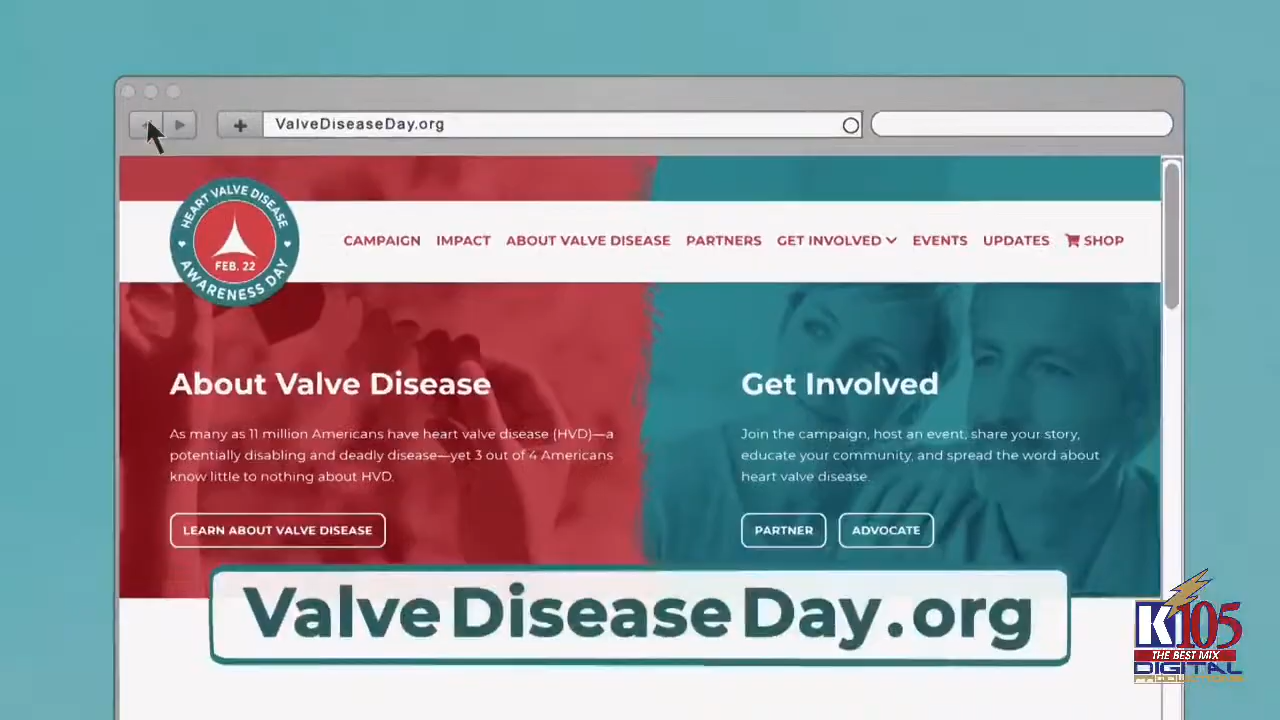 ValveDiseaseDay.org
HEART VALVE DISEASE
FEB. 22
AWARENESS DAY
CAMPAIGN IMPACT ABOUT VALVE DISEASE PARTNERS GET INVOLVED EVENTS UPDATES SHOP
About Valve Disease
As many as 11 million Americans have heart valve disease (HVD)—a
potentially disabling and deadly disease—yet 3 out of 4 Americans
know little to nothing about HVD.
LEARN ABOUT VALVE DISEASE
Get Involved
Join the campaign, host an event, share your story,
educate your community, and spread the word about
heart valve disease.
PARTNER ADVOCATE
ValveDiseaseDay.org
K105
THE BEST MIX
DIGITAL
PRODUCTIONS